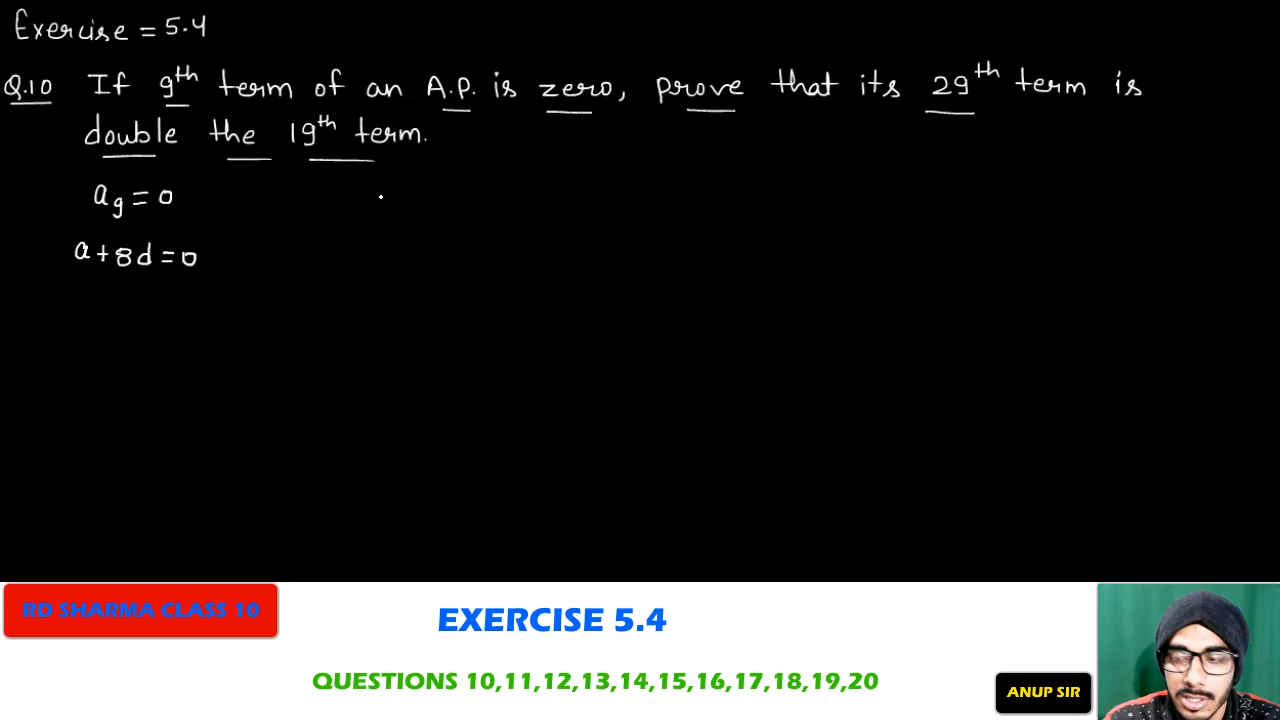 Exercise = 5.4
Q.10 If 9th term of an A.P. is zero, prove that its 29th term is
double the 19th term.
a9 = 0
a + 8d = 0
RD SHARMA CLASS 10
EXERCISE 5.4
QUESTIONS 10,11,12,13,14,15,16,17,18,19,20
ANUP SIR